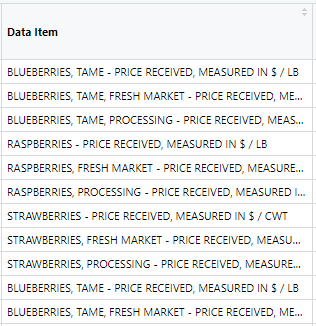 Data Item
BLUEBERRIES, TAME - PRICE RECEIVED, MEASURED IN $ / LB
BLUEBERRIES, TAME, FRESH MARKET - PRICE RECEIVED, ME...
BLUEBERRIES, TAME, PROCESSING - PRICE RECEIVED, MEAS...
RASPBERRIES - PRICE RECEIVED, MEASURED IN $ / LB
RASPBERRIES, FRESH MARKET - PRICE RECEIVED, MEASURE...
RASPBERRIES, PROCESSING - PRICE RECEIVED, MEASURED I...
STRAWBERRIES - PRICE RECEIVED, MEASURED IN $ / CWT
STRAWBERRIES, FRESH MARKET - PRICE RECEIVED, MEASU...
STRAWBERRIES, PROCESSING - PRICE RECEIVED, MEASURE...
BLUEBERRIES, TAME - PRICE RECEIVED, MEASURED IN $ / LB
BLUEBERRIES, TAME, FRESH MARKET - PRICE RECEIVED, ME...